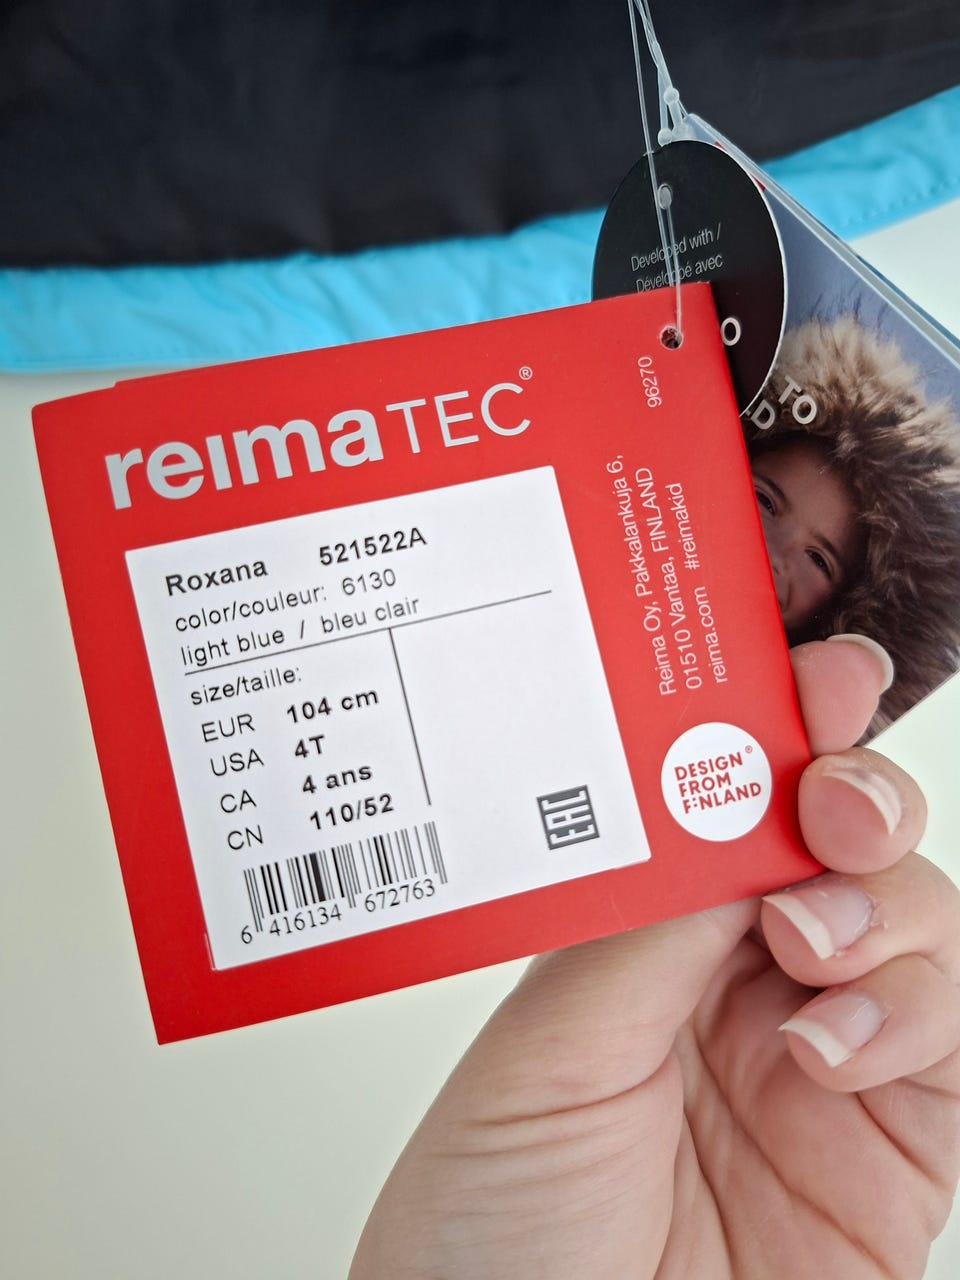 Developed with /
Développé avec
O
TO
D
96270
reimaTEC®
Roxana 521522A
color/couleur: 6130
light blue / bleu clair
size/taille:
EUR 104 cm
USA 4T
CA 4 ans
CN 110/52
6 416134 672763
EAC
Reima Oy, Pakkalankuja 6,
01510 Vantaa, FINLAND
reima.com #reimakid
DESIGN®
FROM
FINLAND